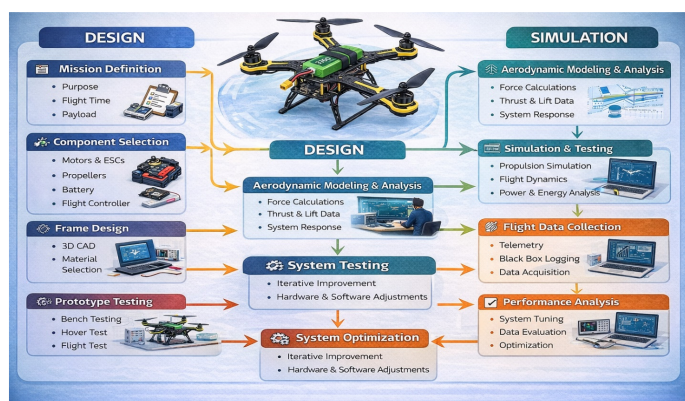 DESIGN
SIMULATION
Mission Definition
• Purpose
• Flight Time
• Payload
Component Selection
• Motors & ESCs
• Propellers
• Battery
• Flight Controller
Frame Design
• 3D CAD
• Material
Selection
Prototype Testing
• Bench Testing
• Hover Test
• Flight Test
DESIGN
Aerodynamic Modeling & Analysis
• Force Calculations
• Thrust & Lift Data
• System Response
System Testing
• Iterative Improvement
• Hardware & Software Adjustments
System Optimization
• Iterative Improvement
• Hardware & Software Adjustments
Aerodynamic Modeling & Analysis
• Force Calculations
• Thrust & Lift Data
• System Response
Simulation & Testing
• Propulsion Simulation
• Flight Dynamics
• Power & Energy Analysis
Flight Data Collection
• Telemetry
• Black Box Logging
• Data Acquisition
Performance Analysis
• System Tuning
• Data Evaluation
• Optimization